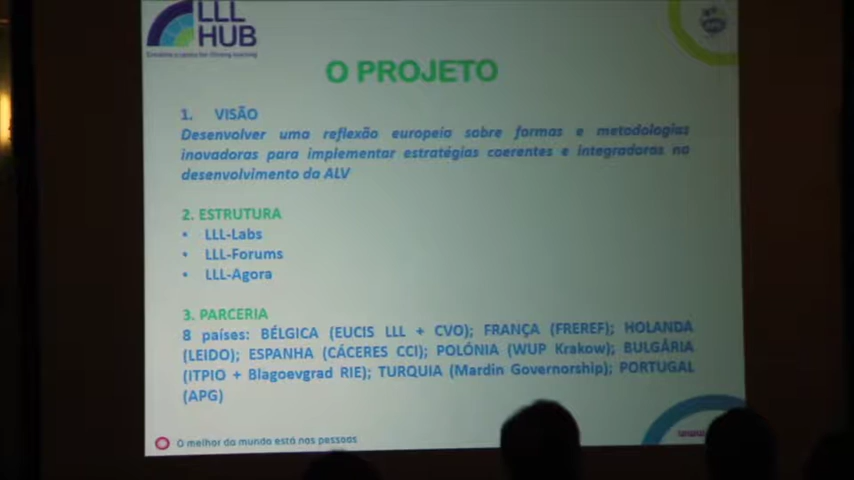 LLL
HUB
O PROJETO
1. VISÃO
Desenvolver uma reflexão europeia sobre formas e metodologias
inovadoras para implementar estratégias coerentes e integradoras no
desenvolvimento da ALV
2. ESTRUTURA
• LLL-Labs
• LLL-Forums
• LLL-Agora
3. PARCERIA
8 países: BÉLGICA (EUCIS LLL + CVO); FRANÇA (FREREF); HOLANDA
(LEIDO); ESPANHA (CÁCERES CCI); POLÓNIA (WUP Krakow); BULGÁRIA
(ITPIO + Blagoevgrad RIE); TURQUIA (Mardin Governorship); PORTUGAL
(APG)
O melhor do mundo está nas pessoas